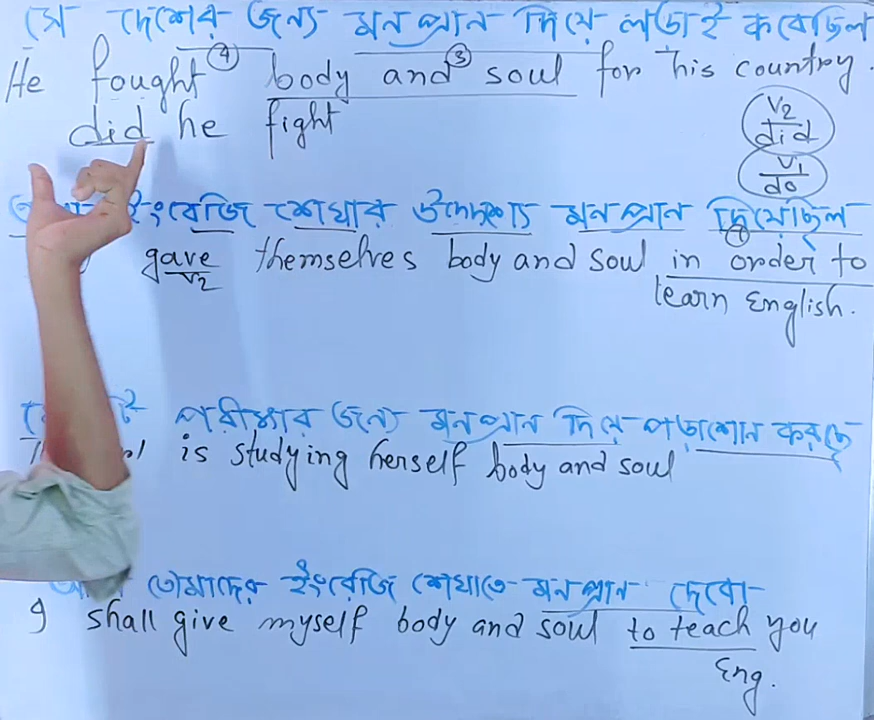 সে দেশের জন্য মনপ্রান দিয়ে লড়াই করেছিল
He fought ④ body and ③ soul for his country.
did he fight
V2
did
V1
do
ইংরেজি শেখার উদ্দেশ্যে মনপ্রান দিয়েছিল
gave themselves body and soul in order to
V2
learn English.
পরীক্ষার জন্য মনপ্রান দিয়ে পড়াশোন করছে
is studying herself body and soul
তোমাদের ইংরেজি শেখাতে মনপ্রান দেবো
I shall give myself body and soul to teach you
Eng.